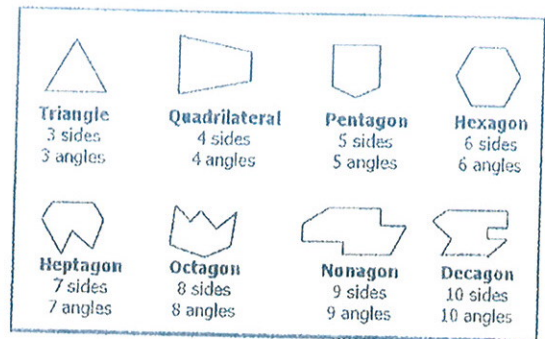 Triangle
3 sides
3 angles
Quadrilateral
4 sides
4 angles
Pentagon
5 sides
5 angles
Hexagon
6 sides
6 angles
Heptagon
7 sides
7 angles
Octagon
8 sides
8 angles
Nonagon
9 sides
9 angles
Decagon
10 sides
10 angles